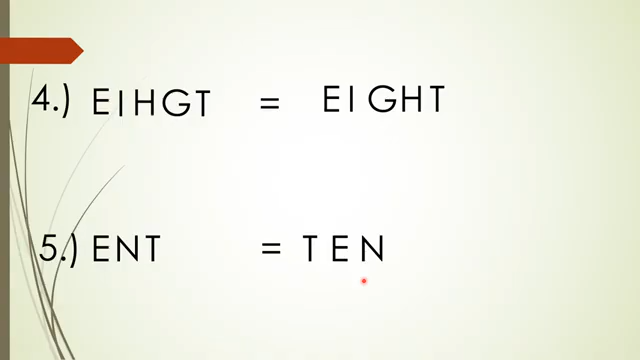 4.) EIHGT = EIGHT
5.) ENT = TEN